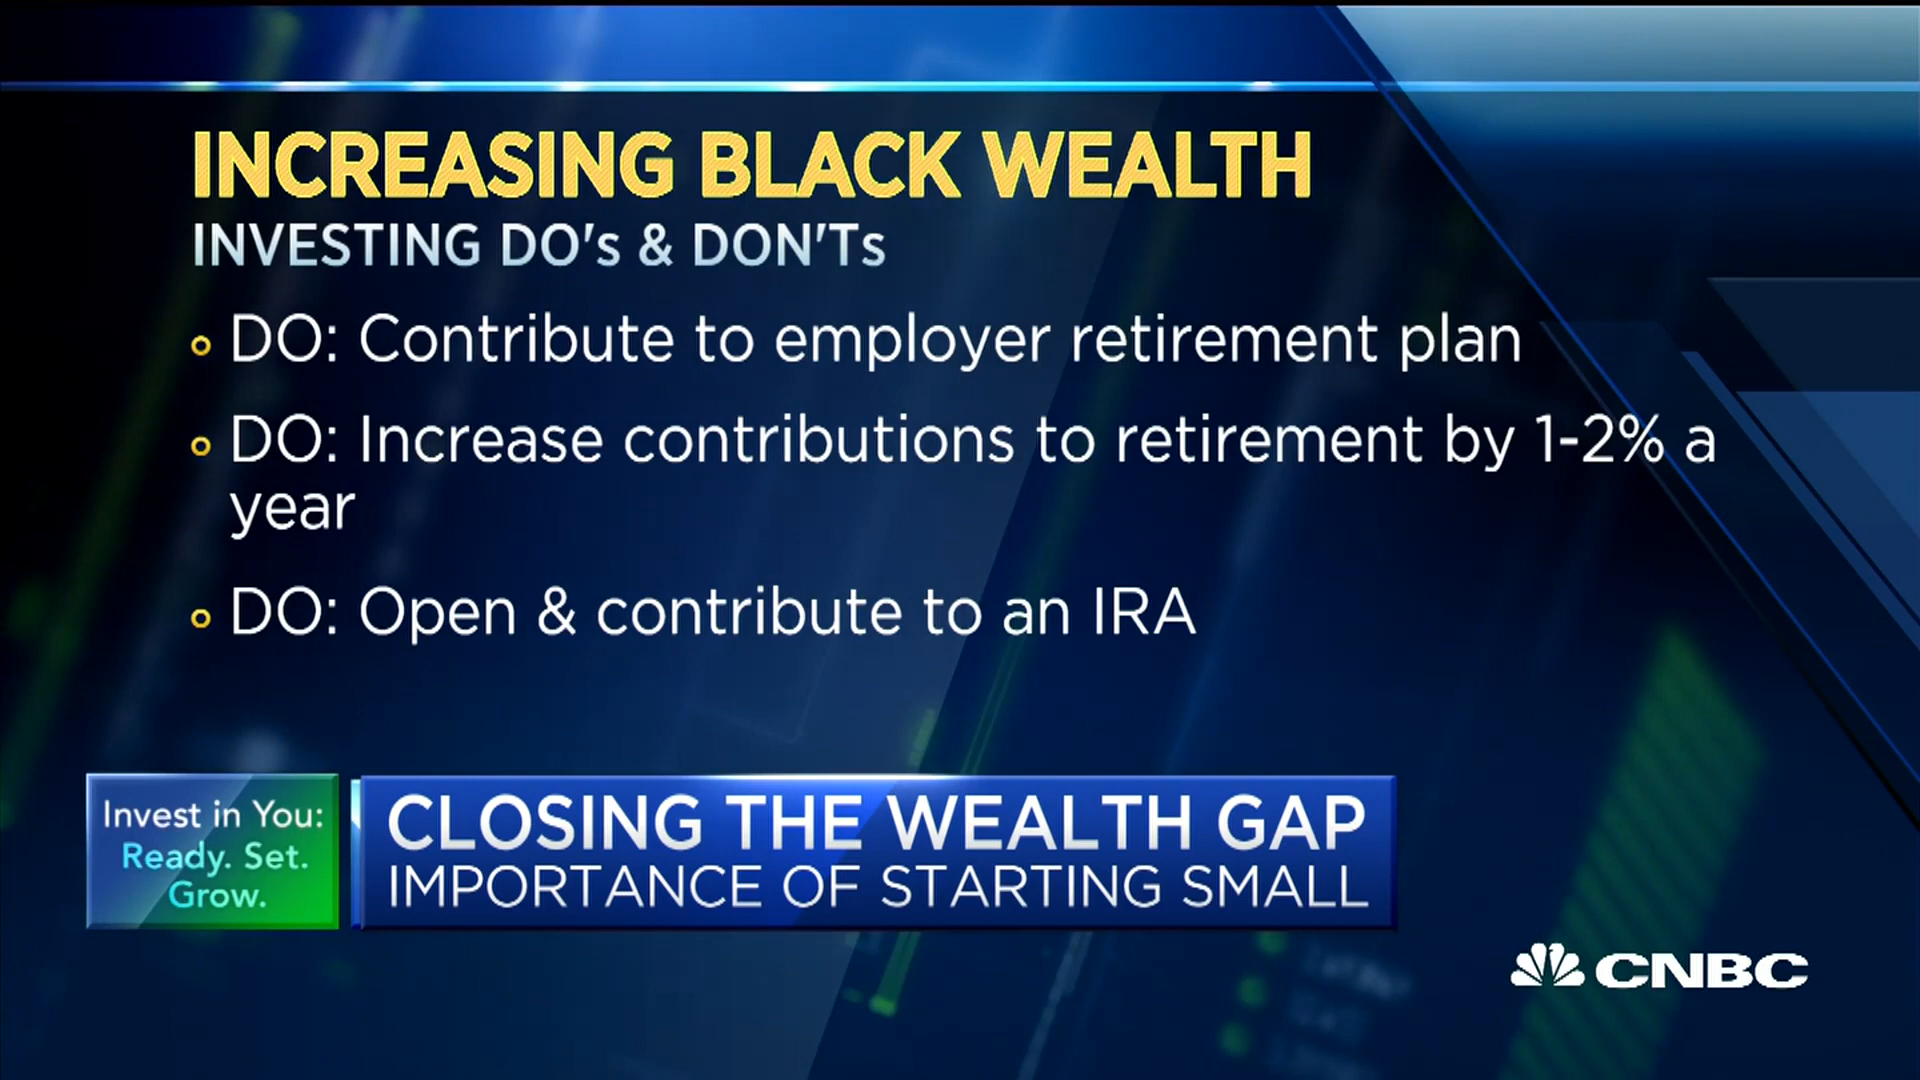 INCREASING BLACK WEALTH
INVESTING DO's & DON'Ts
DO: Contribute to employer retirement plan
DO: Increase contributions to retirement by 1-2% a
year
DO: Open & contribute to an IRA
Invest in You:
Ready. Set.
Grow.
CLOSING THE WEALTH GAP
IMPORTANCE OF STARTING SMALL
CNBC